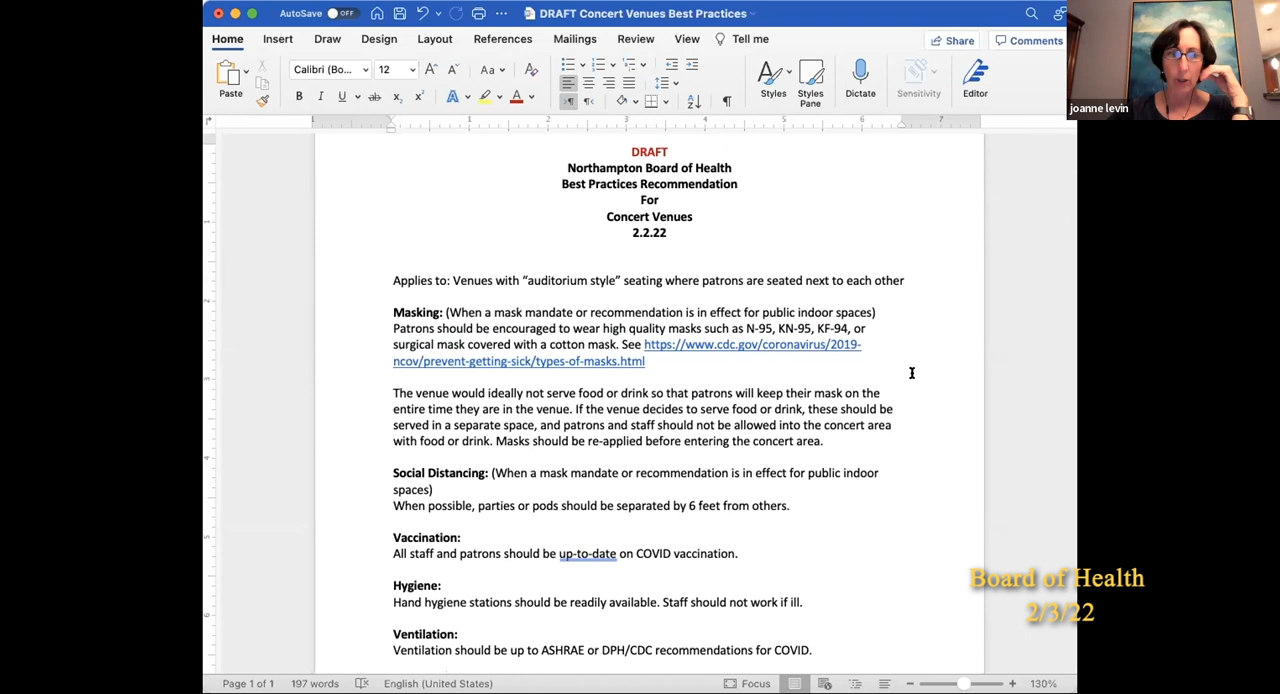 AutoSave OFF
DRAFT Concert Venues Best Practices
Home Insert Draw Design Layout References Mailings Review View Tell me
Share Comments
Paste
Calibri (Bo... 12
Styles
Styles Pane
Dictate
Sensitivity
Editor
joanne levin
DRAFT
Northampton Board of Health
Best Practices Recommendation
For
Concert Venues
2.2.22
Applies to: Venues with “auditorium style” seating where patrons are seated next to each other
Masking: (When a mask mandate or recommendation is in effect for public indoor spaces)
Patrons should be encouraged to wear high quality masks such as N-95, KN-95, KF-94, or
surgical mask covered with a cotton mask. See https://www.cdc.gov/coronavirus/2019-
ncov/prevent-getting-sick/types-of-masks.html
The venue would ideally not serve food or drink so that patrons will keep their mask on the
entire time they are in the venue. If the venue decides to serve food or drink, these should be
served in a separate space, and patrons and staff should not be allowed into the concert area
with food or drink. Masks should be re-applied before entering the concert area.
Social Distancing: (When a mask mandate or recommendation is in effect for public indoor
spaces)
When possible, parties or pods should be separated by 6 feet from others.
Vaccination:
All staff and patrons should be up-to-date on COVID vaccination.
Hygiene:
Hand hygiene stations should be readily available. Staff should not work if ill.
Ventilation:
Ventilation should be up to ASHRAE or DPH/CDC recommendations for COVID.
Board of Health
2/3/22
Page 1 of 1 197 words English (United States) Focus 130%